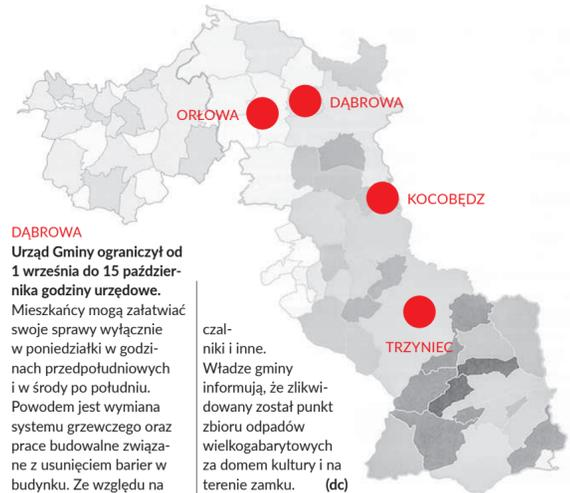 ORŁOWA
DĄBROWA
KOCOBĘDZ
TRZYNIEC
DĄBROWA
Urząd Gminy ograniczył od
1 września do 15 paździer-
nika godziny urzędowe.
Mieszkańcy mogą załatwiać
swoje sprawy wyłącznie
w poniedziałki w godzi-
nach przedpołudniowych
i w środy po południu.
Powodem jest wymiana
systemu grzewczego oraz
prace budowalne związa-
ne z usunięciem barier w
budynku. Ze względu na
czal-
niki i inne.
Władze gminy
informują, że zlikwi-
dowany został punkt
zbioru odpadów
wielkogabarytowych
za domem kultury i na
terenie zamku. (dc)